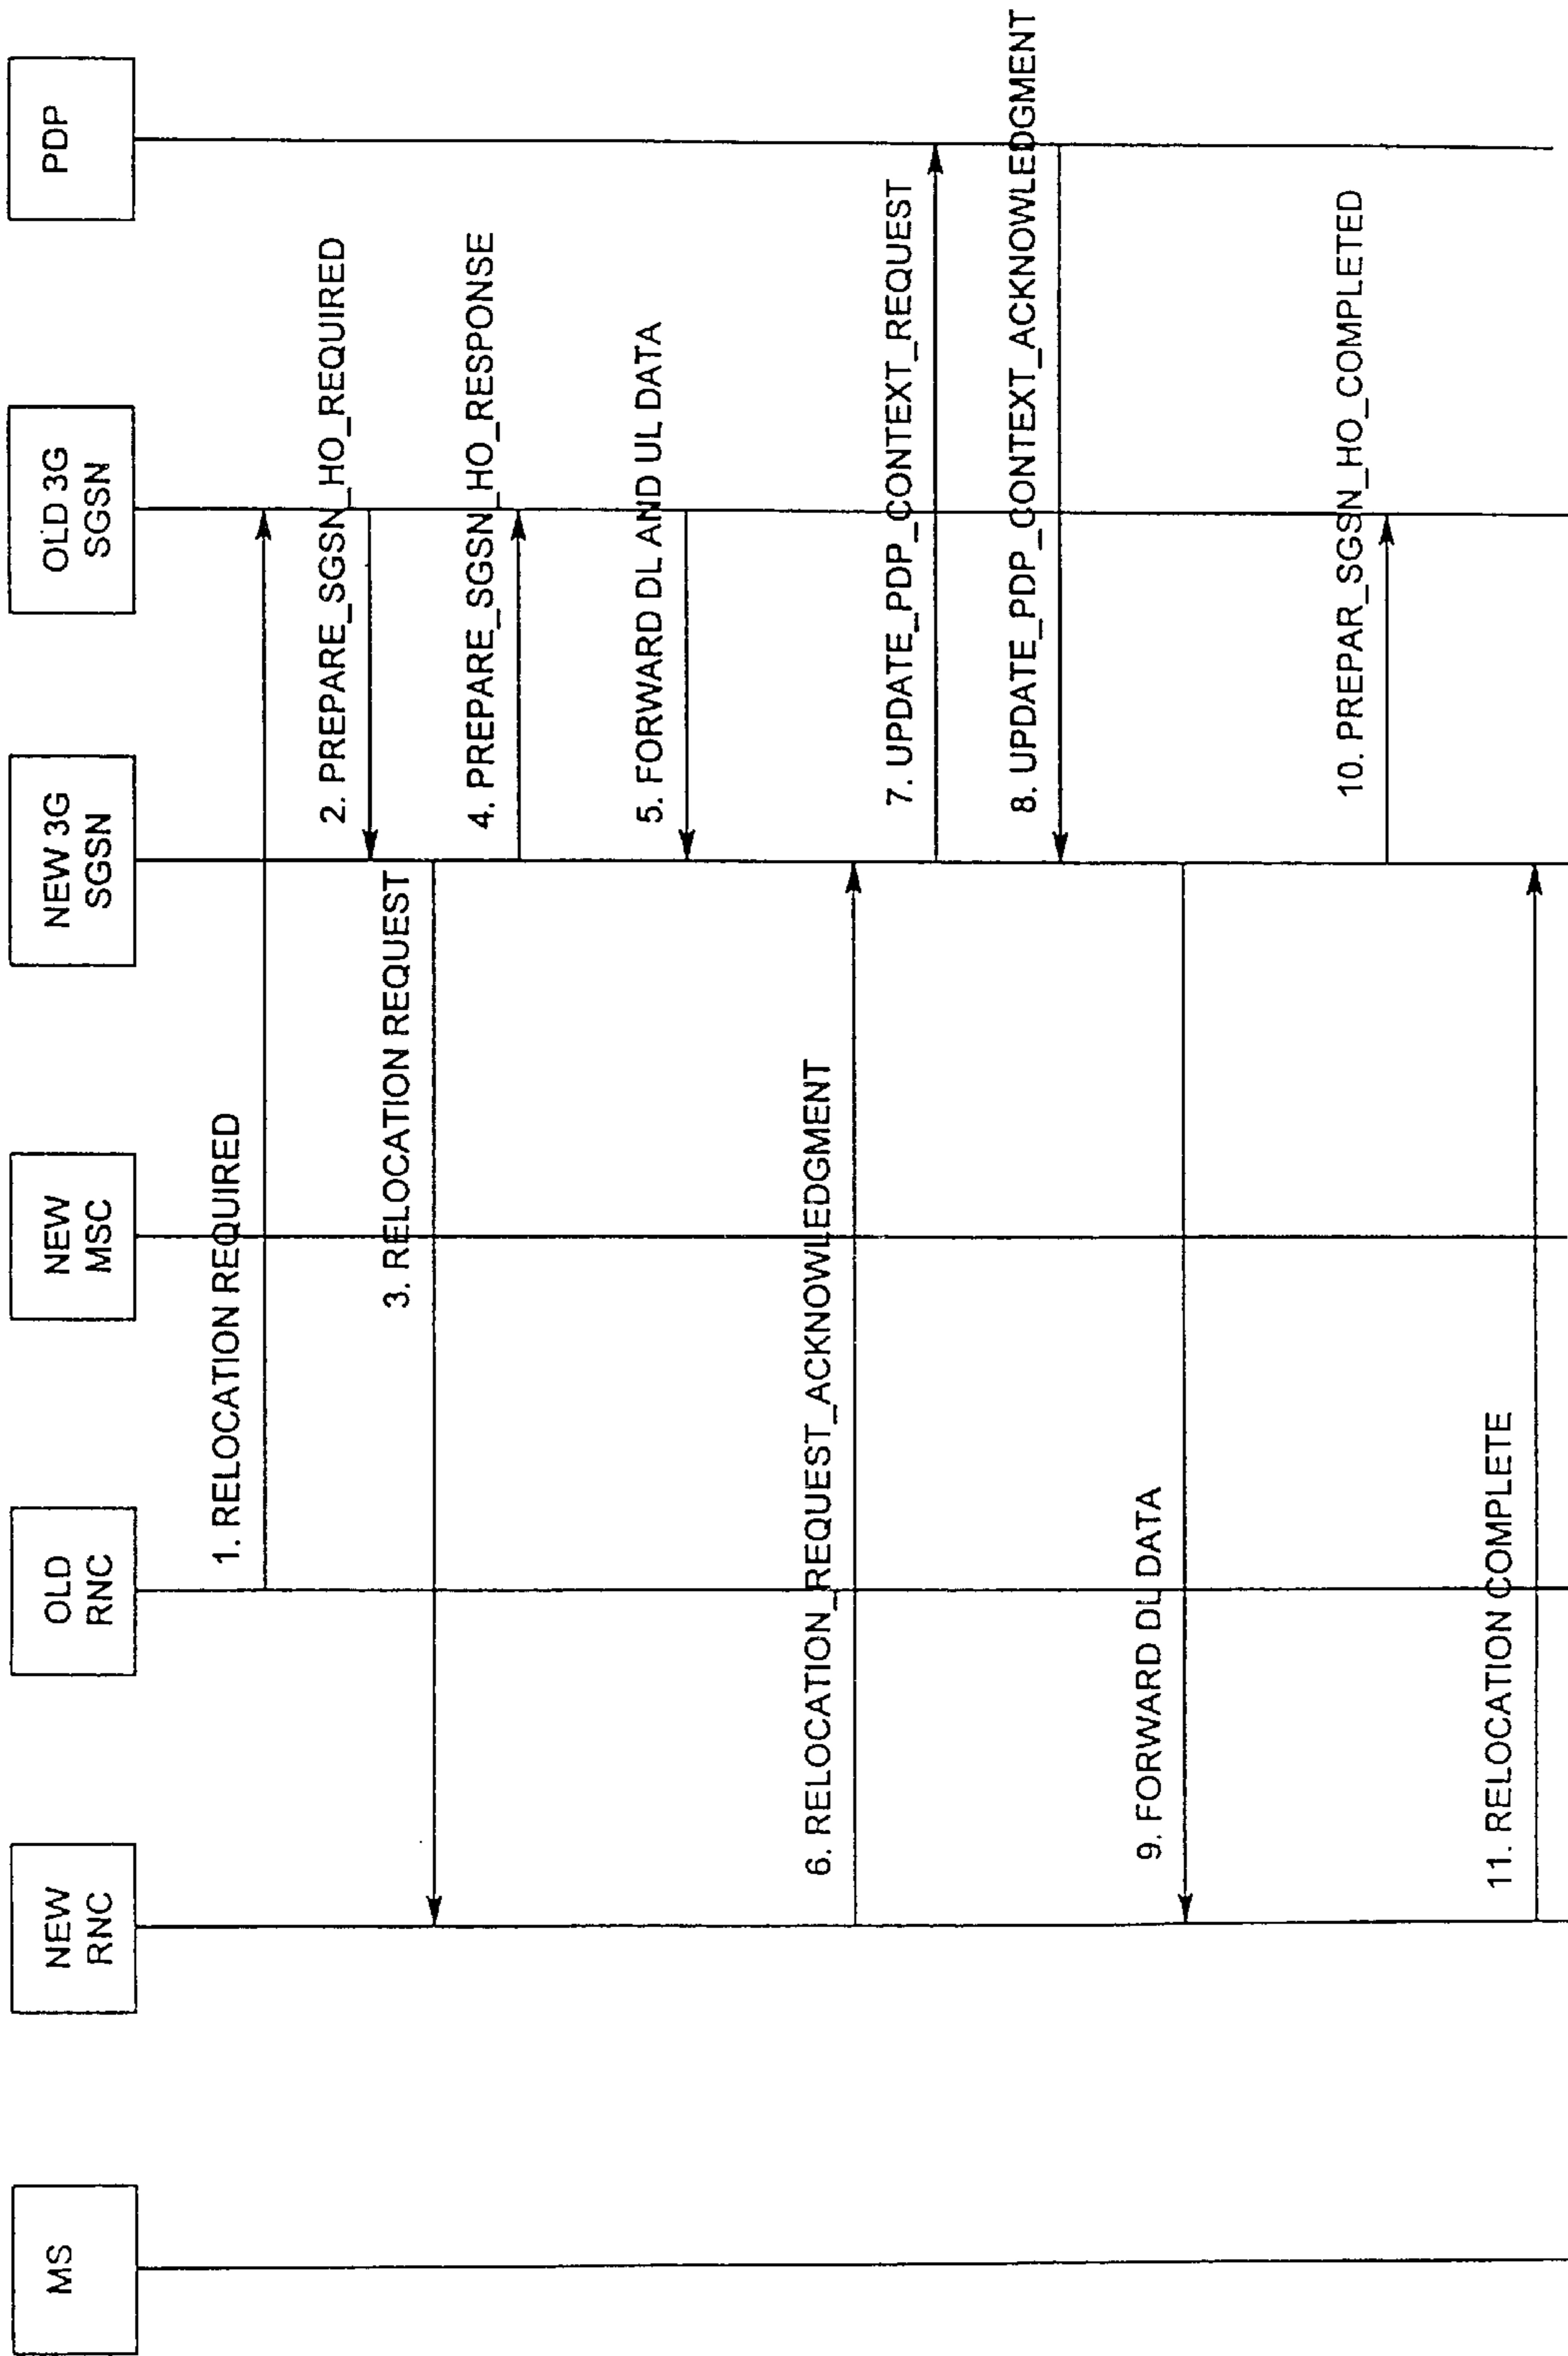 MS
NEW
RNC
OLD
RNC
NEW
MSC
NEW 3G
SGSN
OLD 3G
SGSN
PDP
1. RELOCATION REQUIRED
2. PREPARE_SGSN_HO_REQUIRED
3. RELOCATION REQUEST
4. PREPARE_SGSN_HO_RESPONSE
5. FORWARD DL AND UL DATA
6. RELOCATION_REQUEST_ACKNOWLEDGMENT
7. UPDATE_PDP_CONTEXT_REQUEST
8. UPDATE_PDP_CONTEXT_ACKNOWLEDGMENT
9. FORWARD DL DATA
10. PREPAR_SGSN_HO_COMPLETED
11. RELOCATION COMPLETE